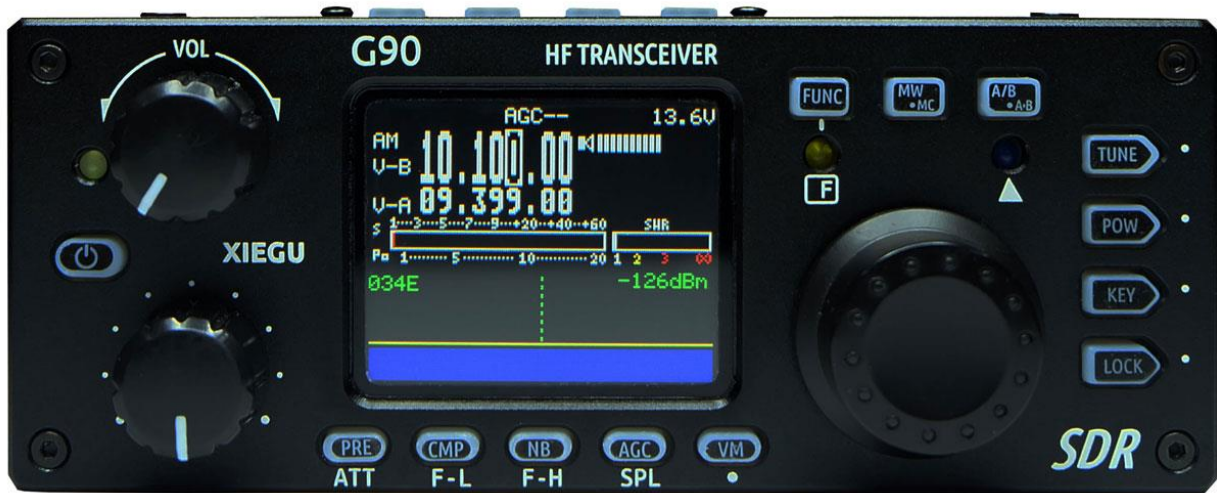 VOL
G90
HF TRANSCEIVER
FUNC
MW
•MC
A/B
•A•B
AGC-- 13.6V
AM
V-B 10.100.00
V-A 09.399.00
S 1···3···5···7···9···+20···+40···+60 SWR
Po 1········5··········10···········20 1 2 3 ∞
034E -126dBm
F
TUNE
POW
KEY
LOCK
XIEGU
PRE
CMP
NB
AGC
VM
ATT
F-L
F-H
SPL
SDR